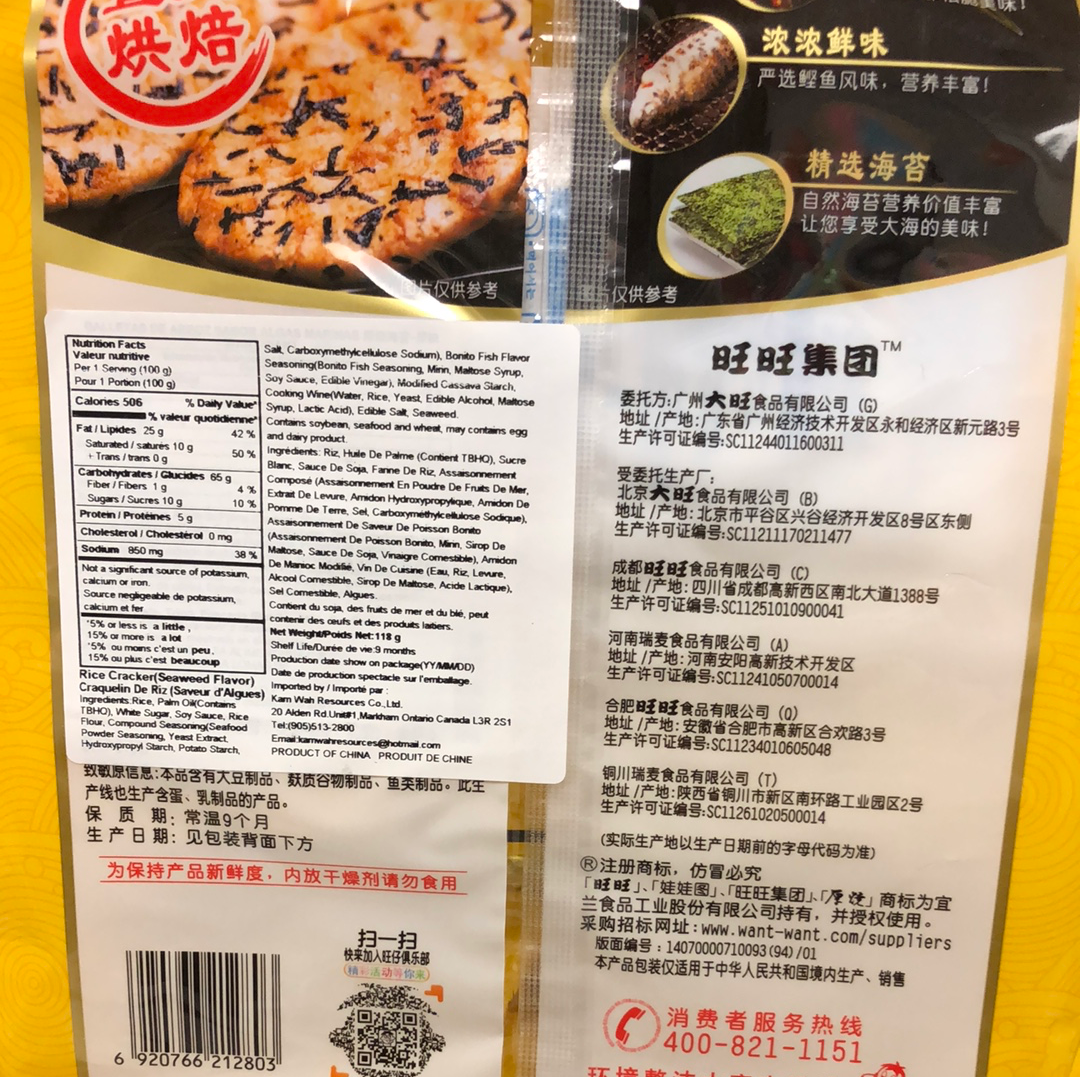 烘焙
浓浓鲜味
严选鲣鱼风味，营养丰富！
精选海苔
自然海苔营养价值丰富
让您享受大海的美味！
片仅供参考
片仅供参考
Nutrition Facts
Valeur nutritive
Per 1 Serving (100 g)
Pour 1 Portion (100 g)
Calories 506 % Daily Value*
% valeur quotidienne*
Fat / Lipides 25 g 42 %
Saturated / saturés 10 g 50 %
+ Trans / trans 0 g
Carbohydrates / Glucides 65 g
Fiber / Fibers 1 g 4 %
Sugars / Sucres 10 g 10 %
Protein / Protéines 5 g
Cholesterol / Cholestérol 0 mg
Sodium 850 mg 38 %
Not a significant source of potassium,
calcium or iron.
Source negligeable de potassium,
calcium et fer
*5% or less is a little ,
15% or more is a lot
*5% ou moins c'est un peu ,
15% ou plus c'est beaucoup
Rice Cracker(Seaweed Flavor)
Craquelin De Riz (Saveur d'Algues)
Ingredients:Rice, Palm Oil(Contains
TBHO), White Sugar, Soy Sauce, Rice
Flour, Compound Seasoning(Seafood
Powder Seasoning, Yeast Extract,
Hydroxypropyl Starch, Potato Starch,
Salt, Carboxymethylcellulose Sodium), Bonito Fish Flavor
Seasoning(Bonito Fish Seasoning, Mirin, Maltose Syrup,
Soy Sauce, Edible Vinegar), Modified Cassava Starch,
Cooking Wine(Water, Rice, Yeast, Edible Alcohol, Maltose
Syrup, Lactic Acid), Edible Salt, Seaweed.
Contains soybean, seafood and wheat, may contains egg
and dairy product.
Ingrédients: Riz, Huile De Palme (Contient TBHO), Sucre
Blanc, Sauce De Soja, Fanne De Riz, Assaisonnement
Composé (Assaisonnement En Poudre De Fruits De Mer,
Extrait De Levure, Amidon Hydroxypropylique, Amidon De
Pomme De Terre, Sel, Carboxyméthylcellulose Sodique),
Assaisonnement De Saveur De Poisson Bonito
(Assaisonnement De Poisson Bonito, Mirin, Sirop De
Maltose, Sauce De Soja, Vinaigre Comestible), Amidon
De Manioc Modifié, Vin De Cuisine (Eau, Riz, Levure,
Alcool Comestible, Sirop De Maltose, Acide Lactique),
Sel Comestible, Algues.
Contient du soja, des fruits de mer et du blé, peut
contenir des œufs et des produits laitiers.
Net Weight/Poids Net: 118 g
Shelf Life/Durée de vie:9 months
Production date show on package(YY/MM/DD)
Date de production spectacle sur l'emballage.
Imported by / Importé par :
Kam Wah Resources Co.,Ltd.
20 Alden Rd.Unit#1,Markham Ontario Canada L3R 2S1
Tel:(905)513-2800
Email:kamwahresources@hotmail.com
PRODUCT OF CHINA PRODUIT DE CHINE
致敏原信息:本品含有大豆制品、麸质谷物制品、鱼类制品。此生
产线也生产含蛋、乳制品的产品。
保 质 期: 常温9个月
生产日期: 见包装背面下方
为保持产品新鲜度，内放干燥剂请勿食用
6 920766 212803
扫一扫
快来加入旺仔俱乐部
精彩活动等你来
旺旺集团™
委托方:广州大旺食品有限公司（G）
地址/产地:广东省广州经济技术开发区永和经济区新元路3号
生产许可证编号:SC11244011600311
受委托生产厂:
北京大旺食品有限公司（B）
地址/产地: 北京市平谷区兴谷经济开发区8号区东侧
生产许可证编号:SC11211170211477
成都旺旺食品有限公司（C）
地址/产地: 四川省成都高新西区南北大道1388号
生产许可证编号:SC11251010900041
河南瑞麦食品有限公司（A）
地址/产地:河南安阳高新技术开发区
生产许可证编号:SC11241050700014
合肥旺旺食品有限公司（Q）
地址/产地:安徽省合肥市高新区合欢路3号
生产许可证编号:SC11234010605048
铜川瑞麦食品有限公司（T）
地址/产地:陕西省铜川市新区南环路工业园区2号
生产许可证编号:SC11261020500014
(实际生产地以生产日期前的字母代码为准)
®注册商标，仿冒必究
「旺旺」、「娃娃图」、「旺旺集团」、「厚烧」商标为宜
兰食品工业股份有限公司持有，并授权使用。
采购招标网址:www.want-want.com/suppliers
版面编号：14070000710093(94)/01
本产品包装仅适用于中华人民共和国境内生产、销售
消费者服务热线
400-821-1151